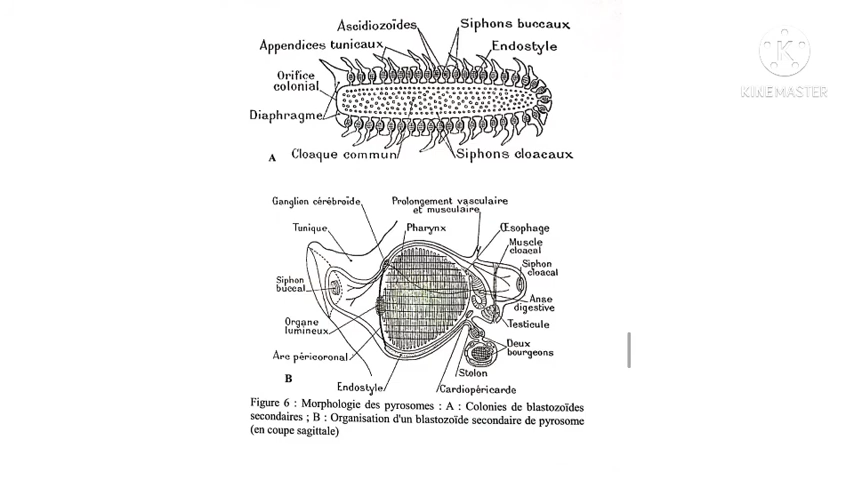 Ascidiozoïdes
Siphons buccaux
Appendices tunicaux
Endostyle
Orifice
colonial
Diaphragme
A
Cloaque commun
Siphons cloacaux
K
KINEMASTER
Ganglion cérébroïde
Prolongement vasculaire
et musculaire
Tunique
Pharynx
Œsophage
Muscle
cloacal
Siphon
cloacal
Siphon
buccal
Anse
digestive
Organe
lumineux
Testicule
Arc péricoronal
Deux
bourgeons
B
Stolon
Endostyle
Cardiopéricarde
Figure 6 : Morphologie des pyrosomes : A : Colonies de blastozoïdes
secondaires ; B : Organisation d'un blastozoïde secondaire de pyrosome
(en coupe sagittale)